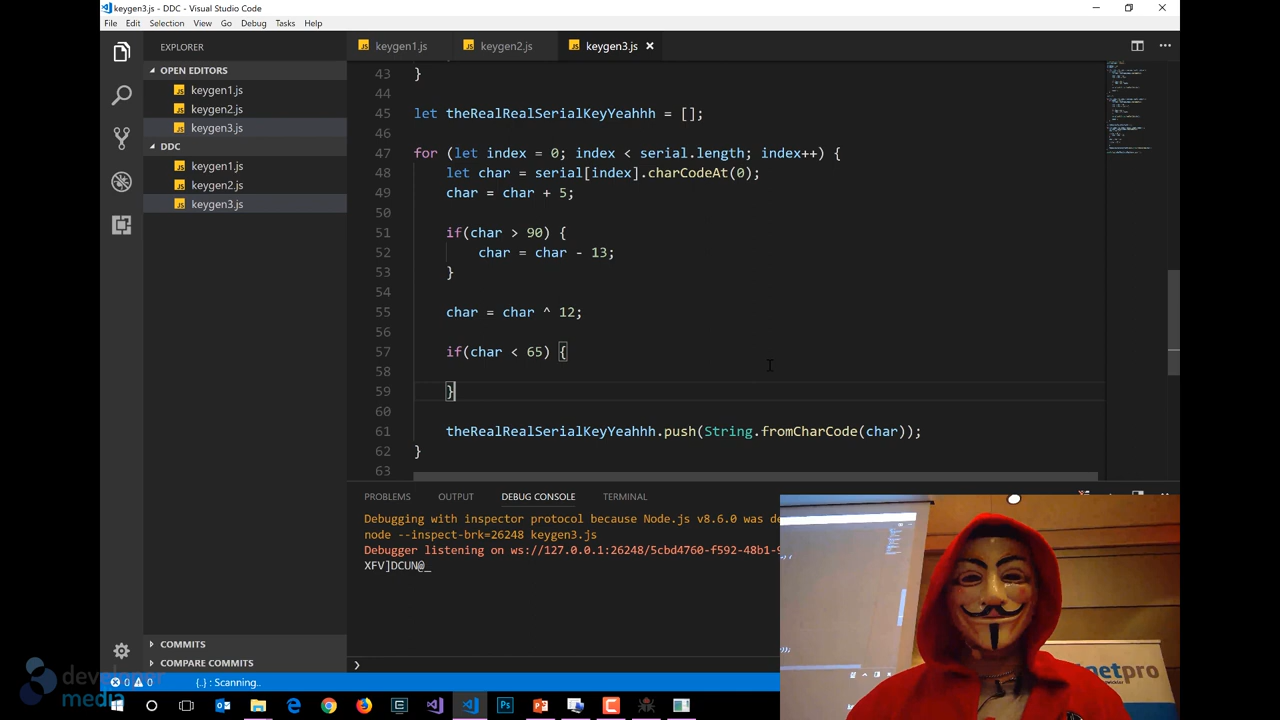 keygen3.js - DDC - Visual Studio Code
File Edit Selection View Go Debug Tasks Help
EXPLORER
OPEN EDITORS
keygen1.js
keygen2.js
keygen3.js
DDC
keygen1.js
keygen2.js
keygen3.js
COMMITS
COMPARE COMMITS
keygen1.js keygen2.js keygen3.js
43 }
44
45 let theRealRealSerialKeyYeahhh = [];
46
47 for (let index = 0; index < serial.length; index++) {
48 let char = serial[index].charCodeAt(0);
49 char = char + 5;
50
51 if(char > 90) {
52 char = char - 13;
53 }
54
55 char = char ^ 12;
56
57 if(char < 65) {
58
59 }
60
61 theRealRealSerialKeyYeahhh.push(String.fromCharCode(char));
62 }
63
PROBLEMS OUTPUT DEBUG CONSOLE TERMINAL
Debugging with inspector protocol because Node.js v8.6.0 was de
node --inspect-brk=26248 keygen3.js
Debugger listening on ws://127.0.0.1:26248/5cbd4760-f592-48b1-9
XFV]DCUN@_
0 0 {..} : Scanning..
developer
media
netpro